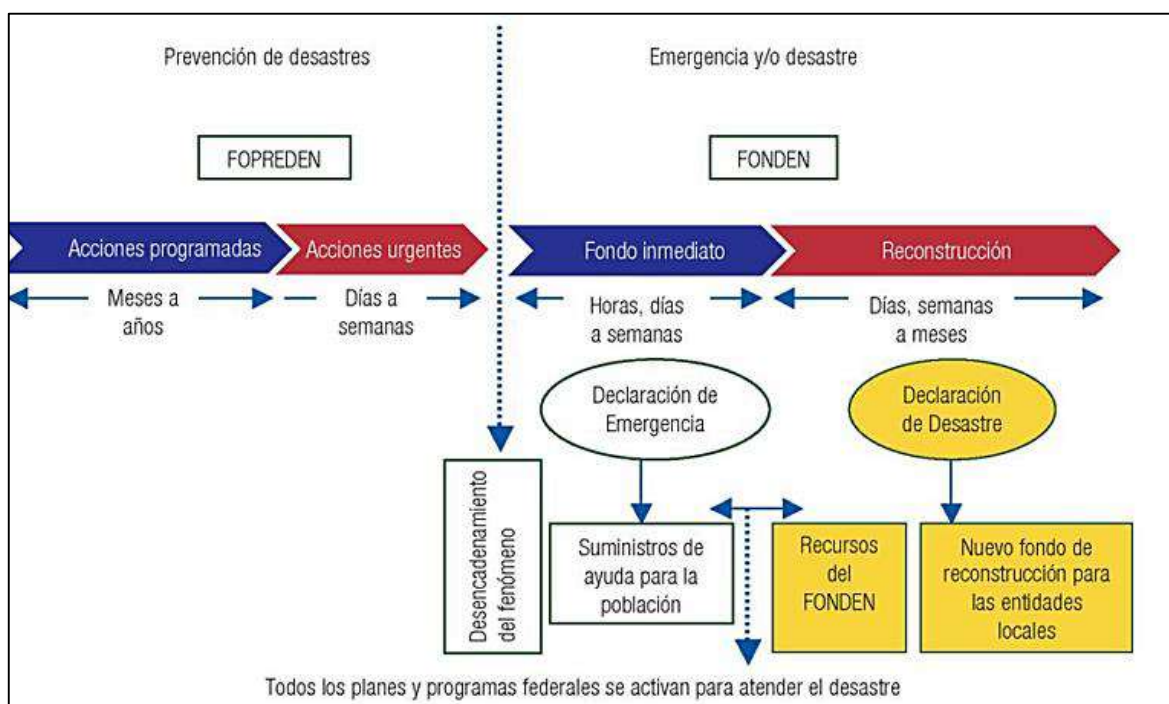 Prevención de desastres
Emergencia y/o desastre
FOPREDEN
FONDEN
Acciones programadas
Acciones urgentes
Fondo inmediato
Reconstrucción
Meses a
años
Días a
semanas
Horas, días
a semanas
Días, semanas
a meses
Declaración de
Emergencia
Declaración
de Desastre
Desencadenamiento
del fenómeno
Suministros de
ayuda para la
población
Recursos
del
FONDEN
Nuevo fondo de
reconstrucción para
las entidades
locales
Todos los planes y programas federales se activan para atender el desastre